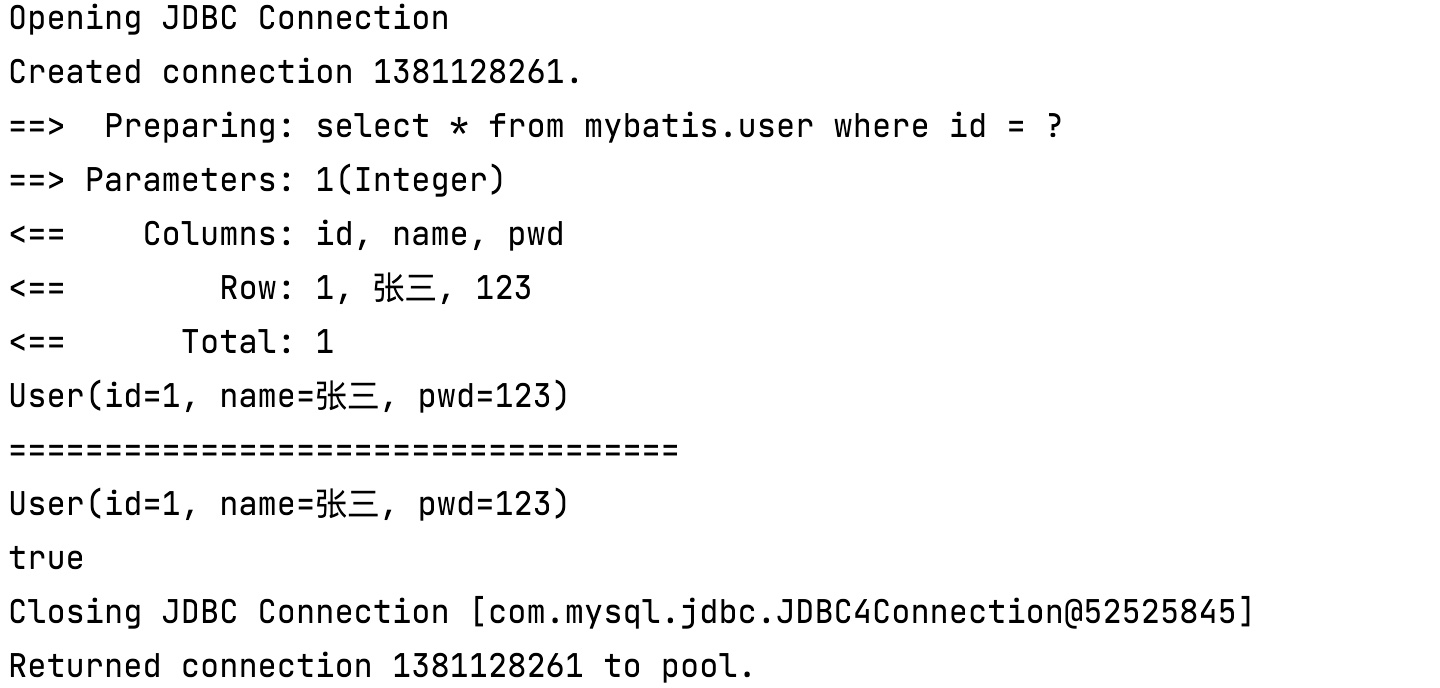 Opening JDBC Connection
Created connection 1381128261.
==>  Preparing: select * from mybatis.user where id = ?
==> Parameters: 1(Integer)
<==    Columns: id, name, pwd
<==        Row: 1, 张三, 123
<==      Total: 1
User(id=1, name=张三, pwd=123)
===================================
User(id=1, name=张三, pwd=123)
true
Closing JDBC Connection [com.mysql.jdbc.JDBC4Connection@52525845]
Returned connection 1381128261 to pool.